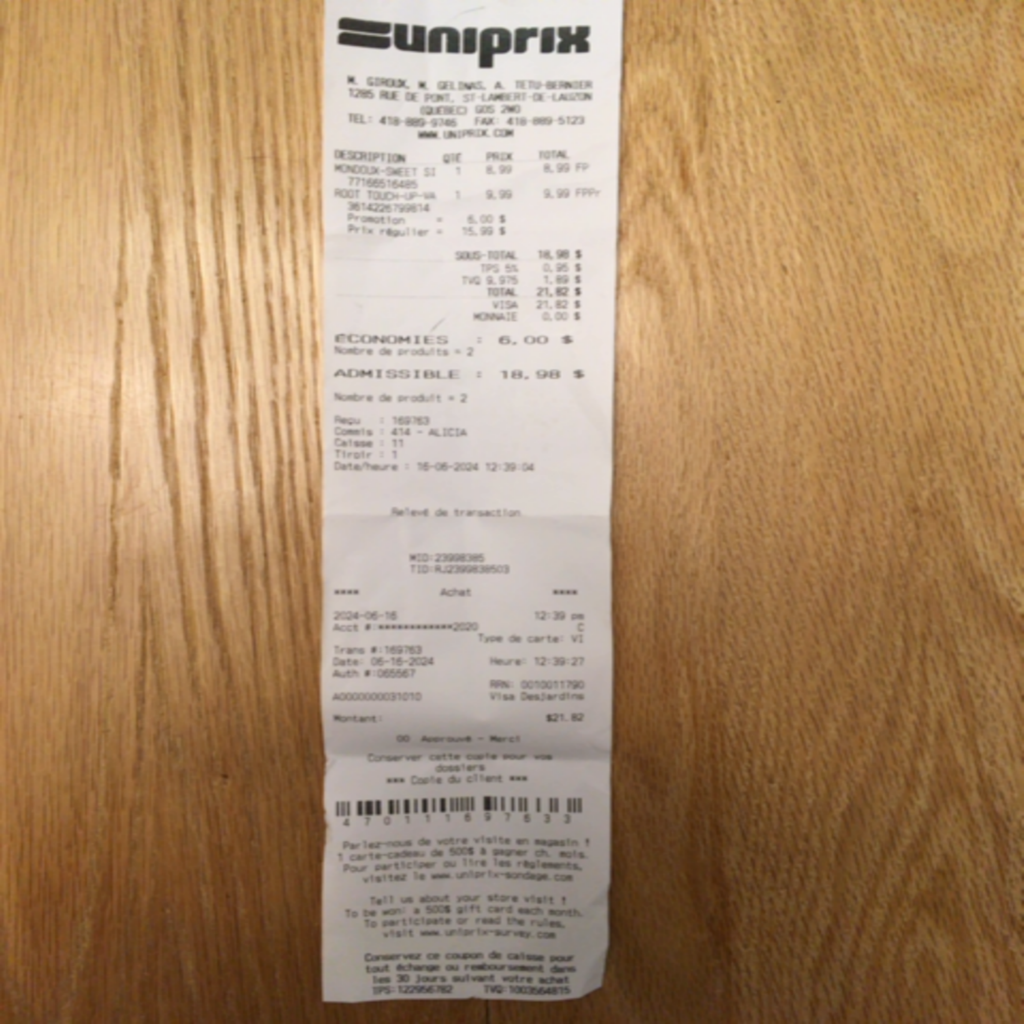 uniprix
M. GIROUX, M. GELINAS, A. TETU-BERNIER
1285 RUE DE PONT, ST-LAMBERT-DE-LAUZON
(QUEBEC) G0S 2W0
TEL: 418-889-9746 FAX: 418-889-5123
WWW.UNIPRIX.COM
DESCRIPTION QTÉ PRIX TOTAL
MONDOUX-SWEET SI 1 8,99 8,99 FP
77166516485
ROOT TOUCH-UP-VA 1 9,99 9,99 FPPr
3614226799814
Promotion = 6,00 $
Prix régulier = 15,99 $
SOUS-TOTAL 18,98 $
TPS 5% 0,95 $
TVQ 9,975 1,89 $
TOTAL 21,82 $
VISA 21,82 $
MONNAIE 0,00 $
ECONOMIES : 6,00 $
Nombre de produits = 2
ADMISSIBLE : 18,98 $
Nombre de produit = 2
Reçu : 169763
Commis : 414 - ALICIA
Caisse : 11
Tiroir : 1
Date/heure : 16-06-2024 12:39:04
Relevé de transaction
MID:23998385
TID:RJ2399838503
**** Achat ****
2024-06-16 12:39 pm
Acct #:************2020 C
Type de carte: VI
Trans #:169763
Date: 06-16-2024 Heure: 12:39:27
Auth #:065567
RRN: 0010011790
A0000000031010 Visa Desjardins
Montant: $21.82
00 Approuvé - Merci
Conserver cette copie pour vos
dossiers
*** Copie du client ***
4 7 0 1 1 1 6 9 7 6 3 3
Parlez-nous de votre visite en magasin !
1 carte-cadeau de 500$ à gagner ch. mois.
Pour participer ou lire les règlements,
visitez le www.uniprix-sondage.com
Tell us about your store visit !
To be won: a 500$ gift card each month.
To participate or read the rules,
visit www.uniprix-survey.com
Conservez ce coupon de caisse pour
tout échange ou remboursement dans
les 30 jours suivant votre achat
TPS:122956782 TVQ:1003564815